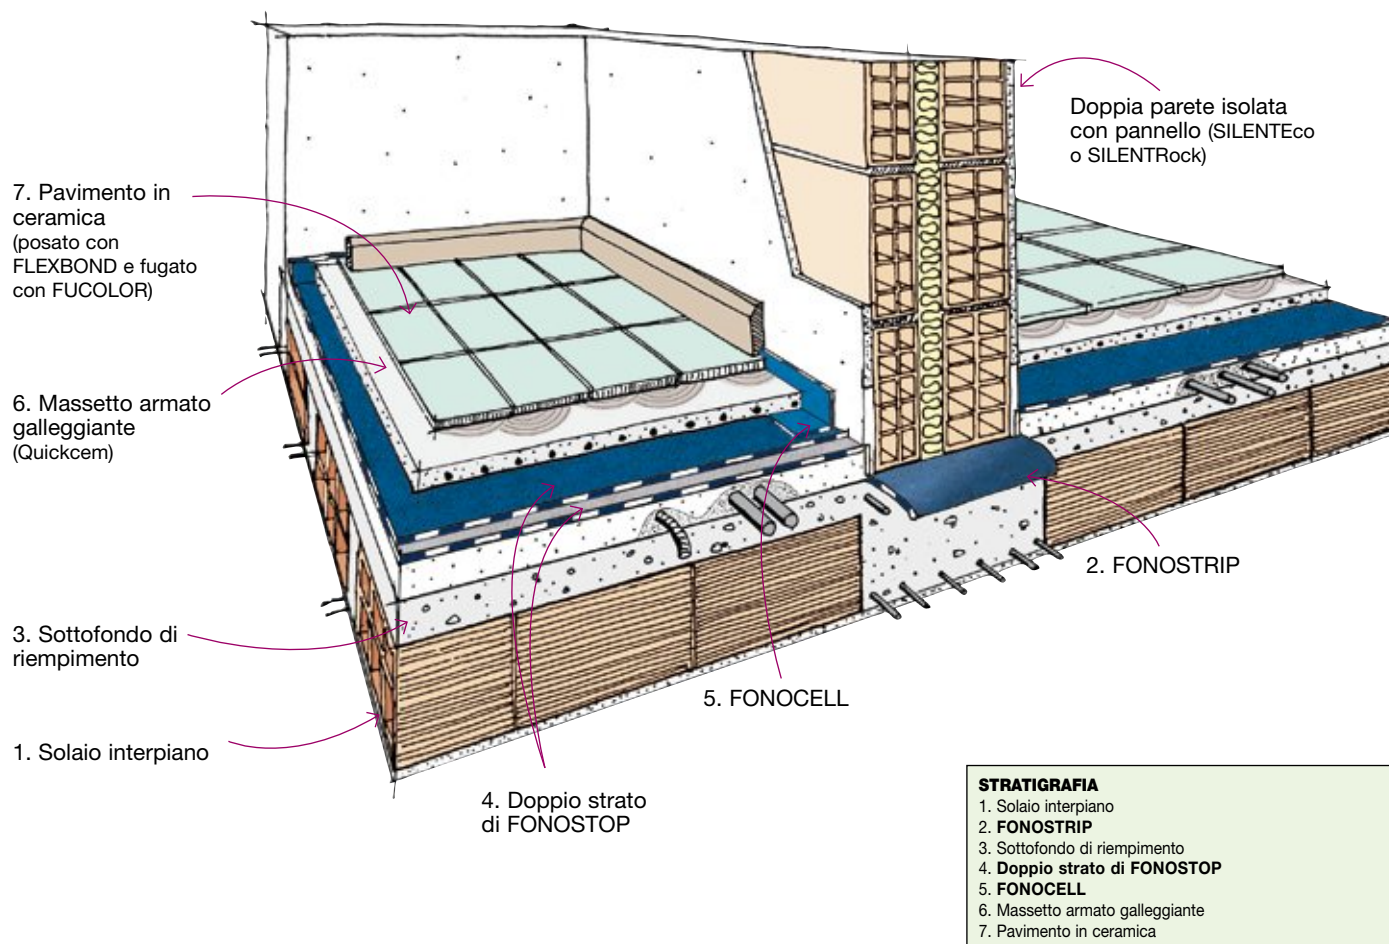 Doppia parete isolata
con pannello (SILENTEco
o SILENTRock)
7. Pavimento in
ceramica
(posato con
FLEXBOND e fugato
con FUCOLOR)
6. Massetto armato
galleggiante
(Quickcem)
2. FONOSTRIP
3. Sottofondo di
riempimento
5. FONOCELL
1. Solaio interpiano
4. Doppio strato
di FONOSTOP
STRATIGRAFIA
1. Solaio interpiano
2. FONOSTRIP
3. Sottofondo di riempimento
4. Doppio strato di FONOSTOP
5. FONOCELL
6. Massetto armato galleggiante
7. Pavimento in ceramica